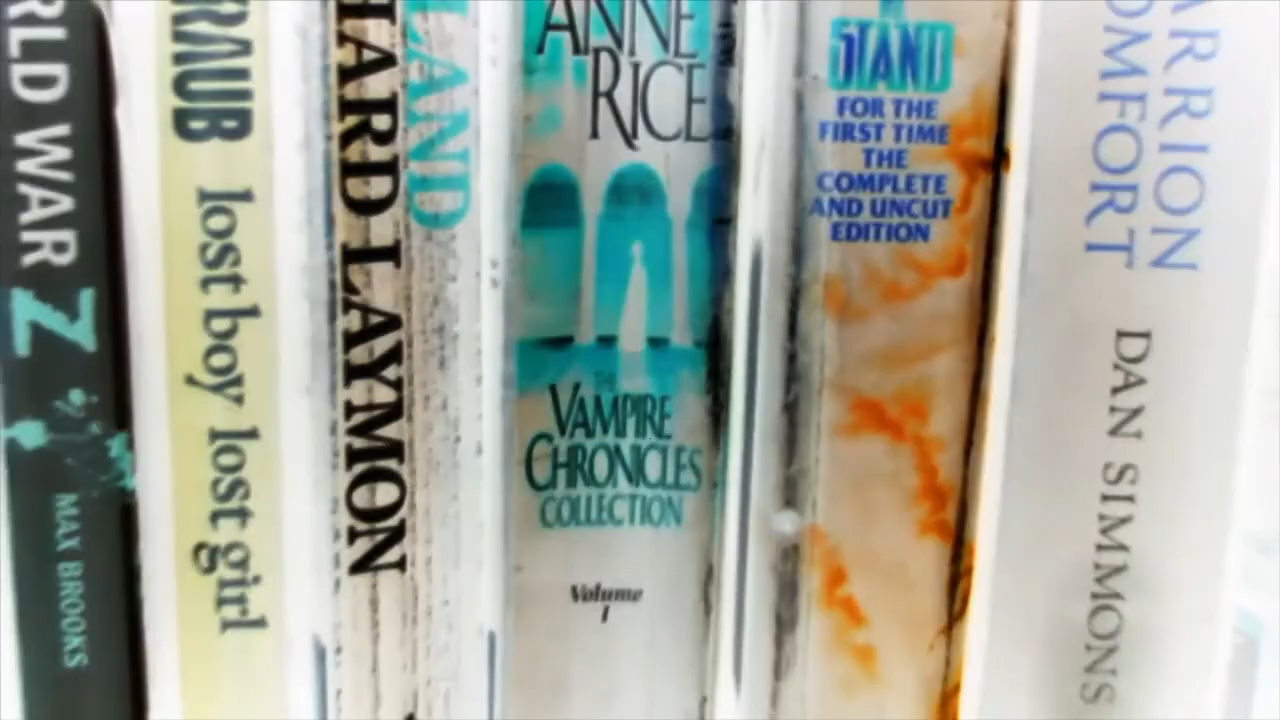 RLD WAR Z
MAX BROOKS
RAUB
lost boy lost girl
HARD LAYMON
LAND
ANNE
RICE
THE
VAMPIRE
CHRONICLES
COLLECTION
Volume
I
STAND
FOR THE
FIRST TIME
THE
COMPLETE
AND UNCUT
EDITION
ARRION
OMFORT
DAN SIMMONS